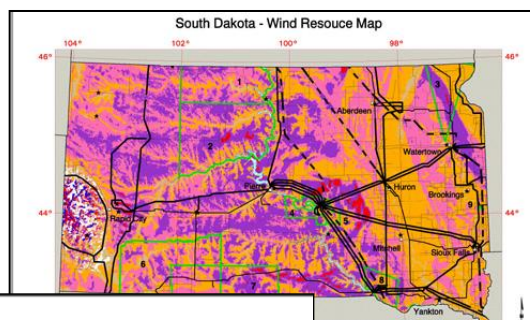 South Dakota - Wind Resouce Map
104° 102° 100° 98°
46° 46°
1
3
Aberdeen
2
Watertown
Pierre
Huron
Brookings
44° 44°
Rapid City
4
5
9
Mitchell
Sioux Falls
6
7
8
Yankton